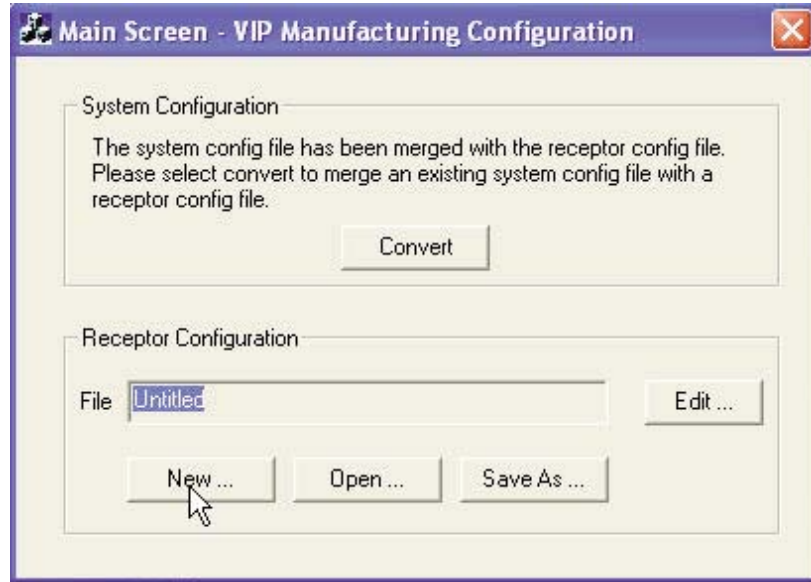 Main Screen - VIP Manufacturing Configuration
System Configuration
The system config file has been merged with the receptor config file.
Please select convert to merge an existing system config file with a
receptor config file.
Convert
Receptor Configuration
File Untitled Edit ...
New ... Open ... Save As ...